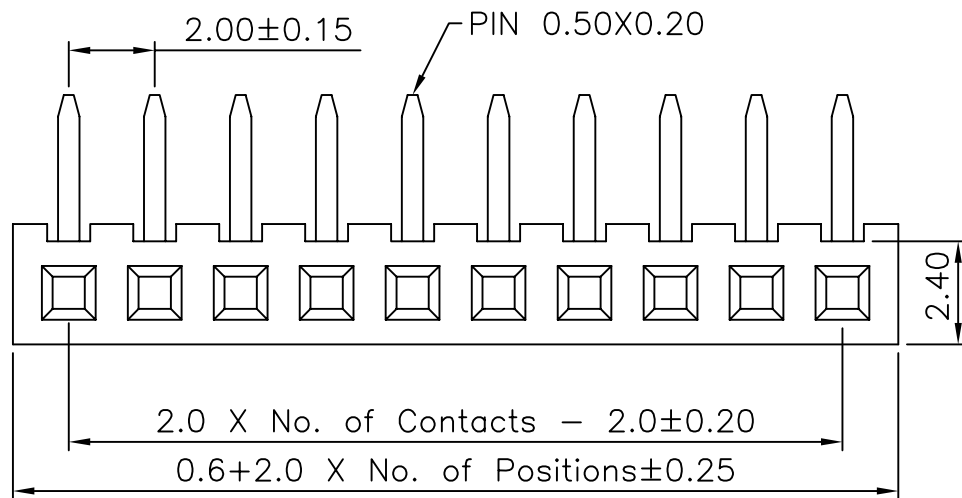 2.00±0.15
PIN 0.50X0.20
2.40
2.0 X No. of Contacts - 2.0±0.20
0.6+2.0 X No. of Positions±0.25